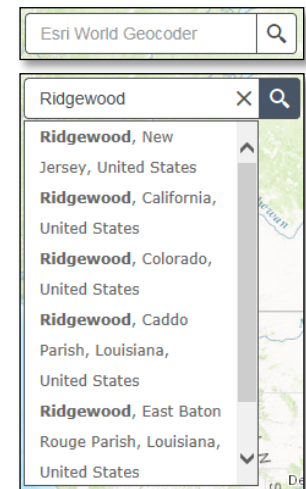 Esri World Geocoder
Ridgewood
Ridgewood, New
Jersey, United States
Ridgewood, California,
United States
Ridgewood, Colorado,
United States
Ridgewood, Caddo
Parish, Louisiana,
United States
Ridgewood, East Baton
Rouge Parish, Louisiana,
United States